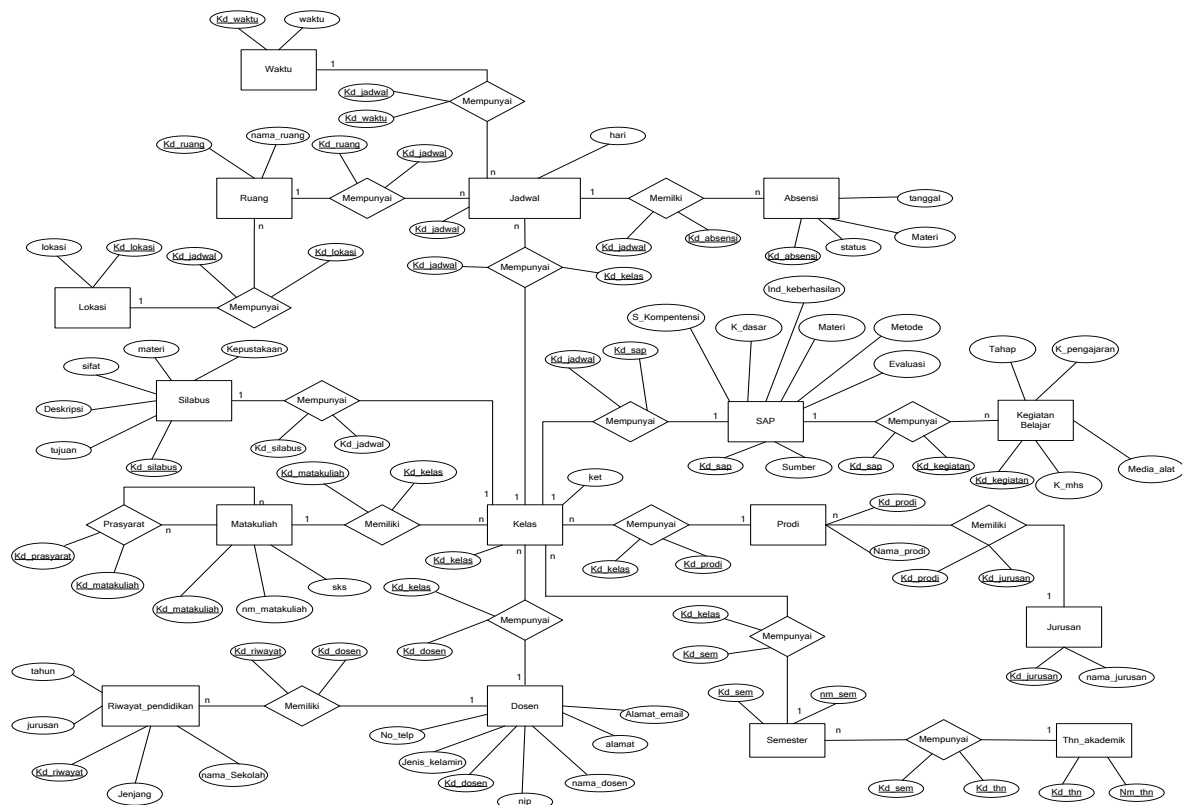 Kd_waktu
waktu
Waktu
1
Kd_jadwal
Mempunyai
Kd_waktu
nama_ruang
Kd_ruang
Kd_ruang
Kd_jadwal
hari
n
Ruang
1
Mempunyai
n
Jadwal
1
Memilki
n
Absensi
tanggal
Kd_jadwal
n
n
Kd_jadwal
Kd_absensi
Kd_absensi
status
Materi
lokasi
Kd_lokasi
Kd_jadwal
Kd_lokasi
Kd_jadwal
Mempunyai
Kd_kelas
Lokasi
1
Mempunyai
Ind_keberhasilan
S_Kompentensi
K_dasar
Materi
Metode
materi
Kepustakaan
Kd_jadwal
Kd_sap
Evaluasi
Tahap
K_pengajaran
sifat
Silabus
1
Mempunyai
Deskripsi
Mempunyai
1
SAP
1
Mempunyai
n
Kegiatan
Belajar
Kd_silabus
Kd_jadwal
tujuan
Kd_silabus
Kd_sap
Sumber
Kd_sap
Kd_kegiatan
Kd_kegiatan
K_mhs
Media_alat
Kd_matakuliah
Kd_kelas
ket
1
1
1
n
Prasyarat
n
Matakuliah
1
Memiliki
n
Kelas
n
Mempunyai
1
Prodi
n
Kd_prodi
Memiliki
Kd_prasyarat
Kd_matakuliah
Kd_kelas
n
n
Kd_kelas
Kd_prodi
Nama_prodi
Kd_prodi
Kd_jurusan
Kd_matakuliah
nm_matakuliah
sks
Kd_kelas
Mempunyai
Kd_dosen
Kd_kelas
Mempunyai
Kd_sem
1
Jurusan
Kd_jurusan
nama_jurusan
Kd_riwayat
Kd_dosen
tahun
1
Riwayat_pendidikan
n
Memiliki
1
Dosen
jurusan
Kd_riwayat
Jenjang
nama_Sekolah
No_telp
Jenis_kelamin
Kd_dosen
nip
nama_dosen
alamat
Alamat_email
Kd_sem
nm_sem
1
Semester
n
Mempunyai
1
Thn_akademik
Kd_sem
Kd_thn
Kd_thn
Nm_thn